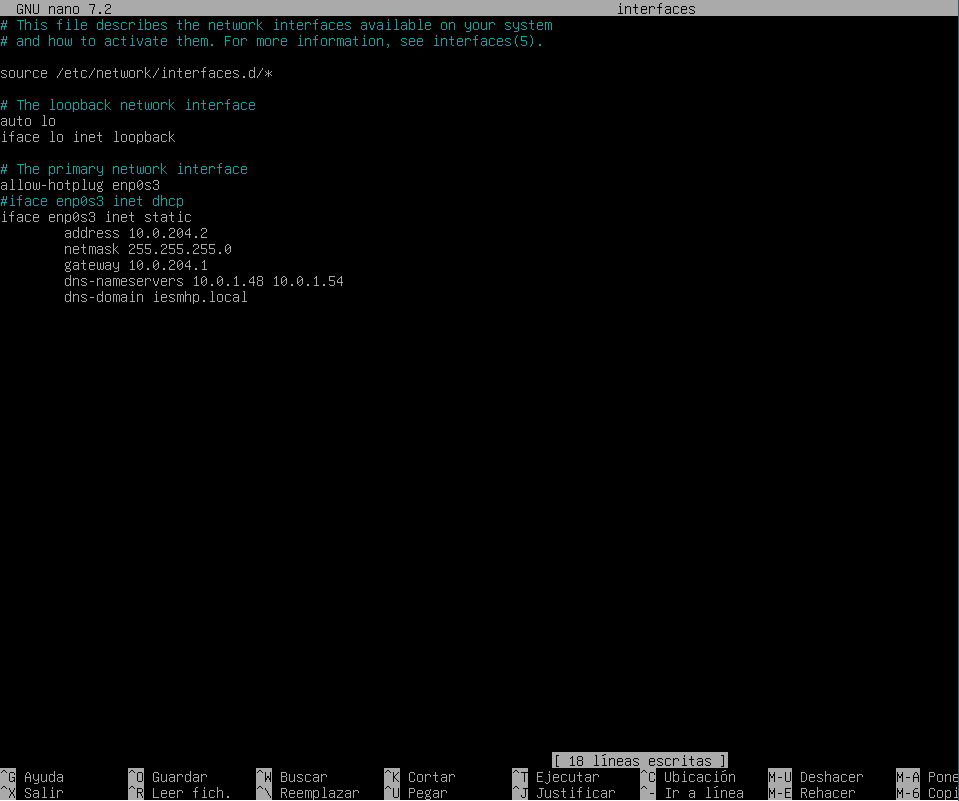 GNU nano 7.2 interfaces
# This file describes the network interfaces available on your system
# and how to activate them. For more information, see interfaces(5).
source /etc/network/interfaces.d/*
# The loopback network interface
auto lo
iface lo inet loopback
# The primary network interface
allow-hotplug enp0s3
#iface enp0s3 inet dhcp
iface enp0s3 inet static
address 10.0.204.2
netmask 255.255.255.0
gateway 10.0.204.1
dns-nameservers 10.0.1.48 10.0.1.54
dns-domain iesmhp.local
[ 18 líneas escritas ]
^G Ayuda ^O Guardar ^W Buscar ^K Cortar ^T Ejecutar ^C Ubicación M-U Deshacer M-A Pone
^X Salir ^R Leer fich. ^\ Reemplazar ^U Pegar ^J Justificar ^- Ir a línea M-E Rehacer M-6 Copi